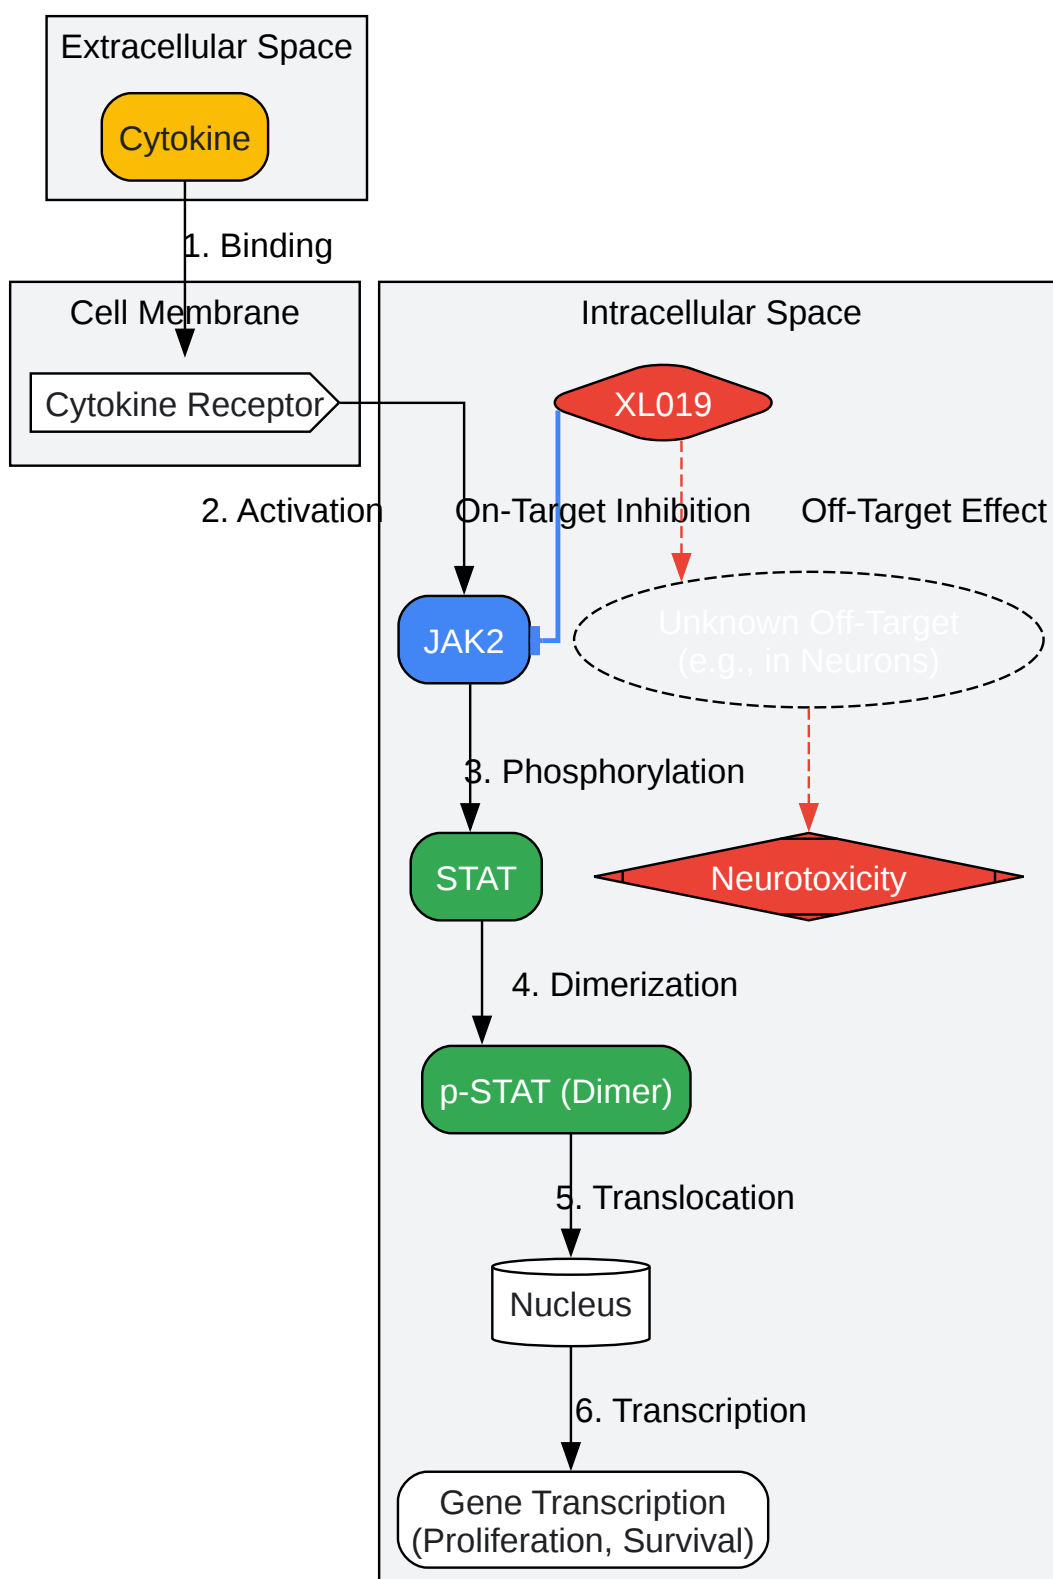 Extracellular Space
Cytokine
1. Binding
Cell Membrane
Intracellular Space
Cytokine Receptor
XL019
2. Activation
On-Target Inhibition
Off-Target Effect
JAK2
Unknown Off-Target
(e.g., in Neurons)
3. Phosphorylation
STAT
Neurotoxicity
4. Dimerization
p-STAT (Dimer)
5. Translocation
Nucleus
6. Transcription
Gene Transcription
(Proliferation, Survival)